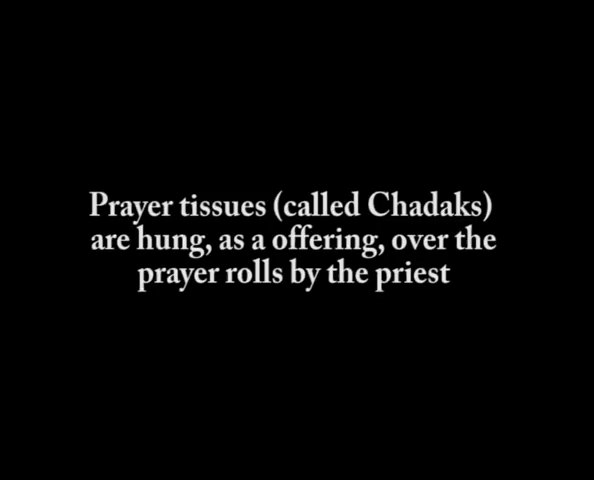 Prayer tissues (called Chadaks)
are hung, as a offering, over the
prayer rolls by the priest